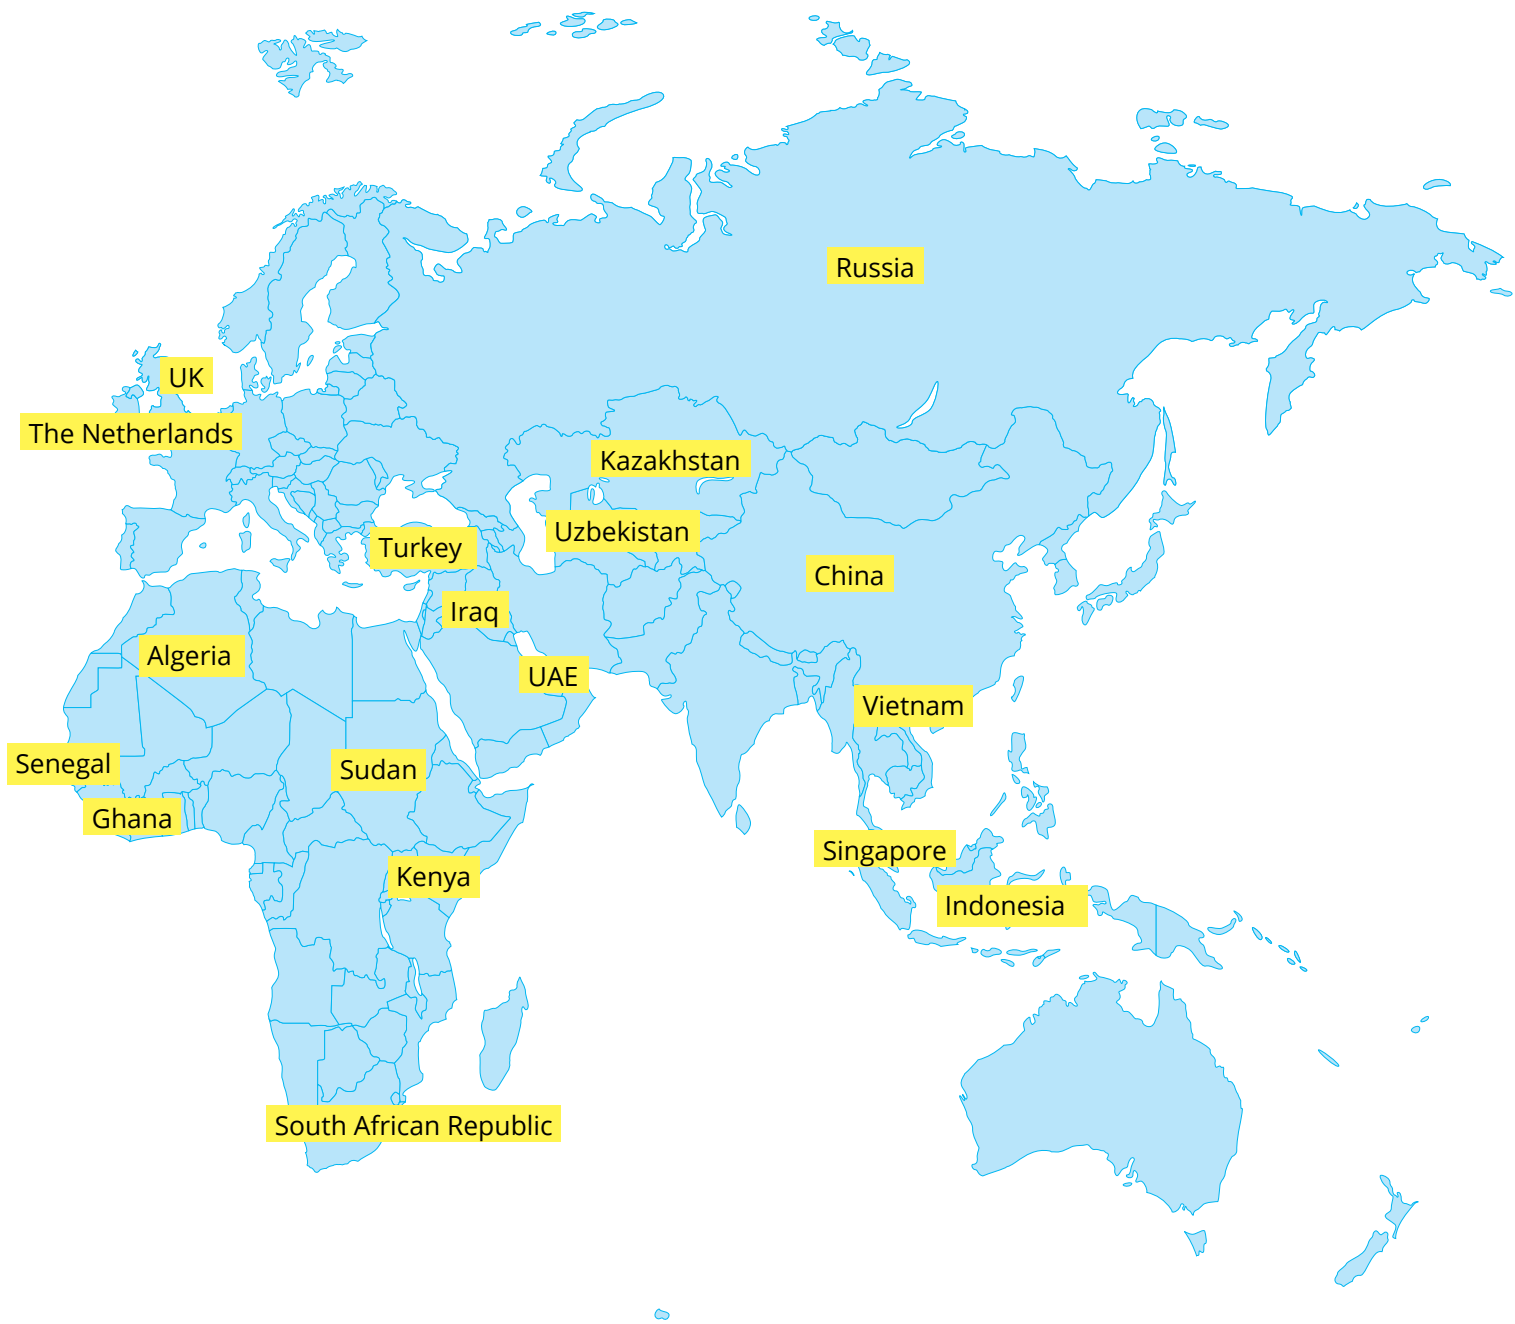 Russia
UK
The Netherlands
Kazakhstan
Uzbekistan
Turkey
China
Iraq
Algeria
UAE
Vietnam
Senegal
Sudan
Ghana
Singapore
Kenya
Indonesia
South African Republic